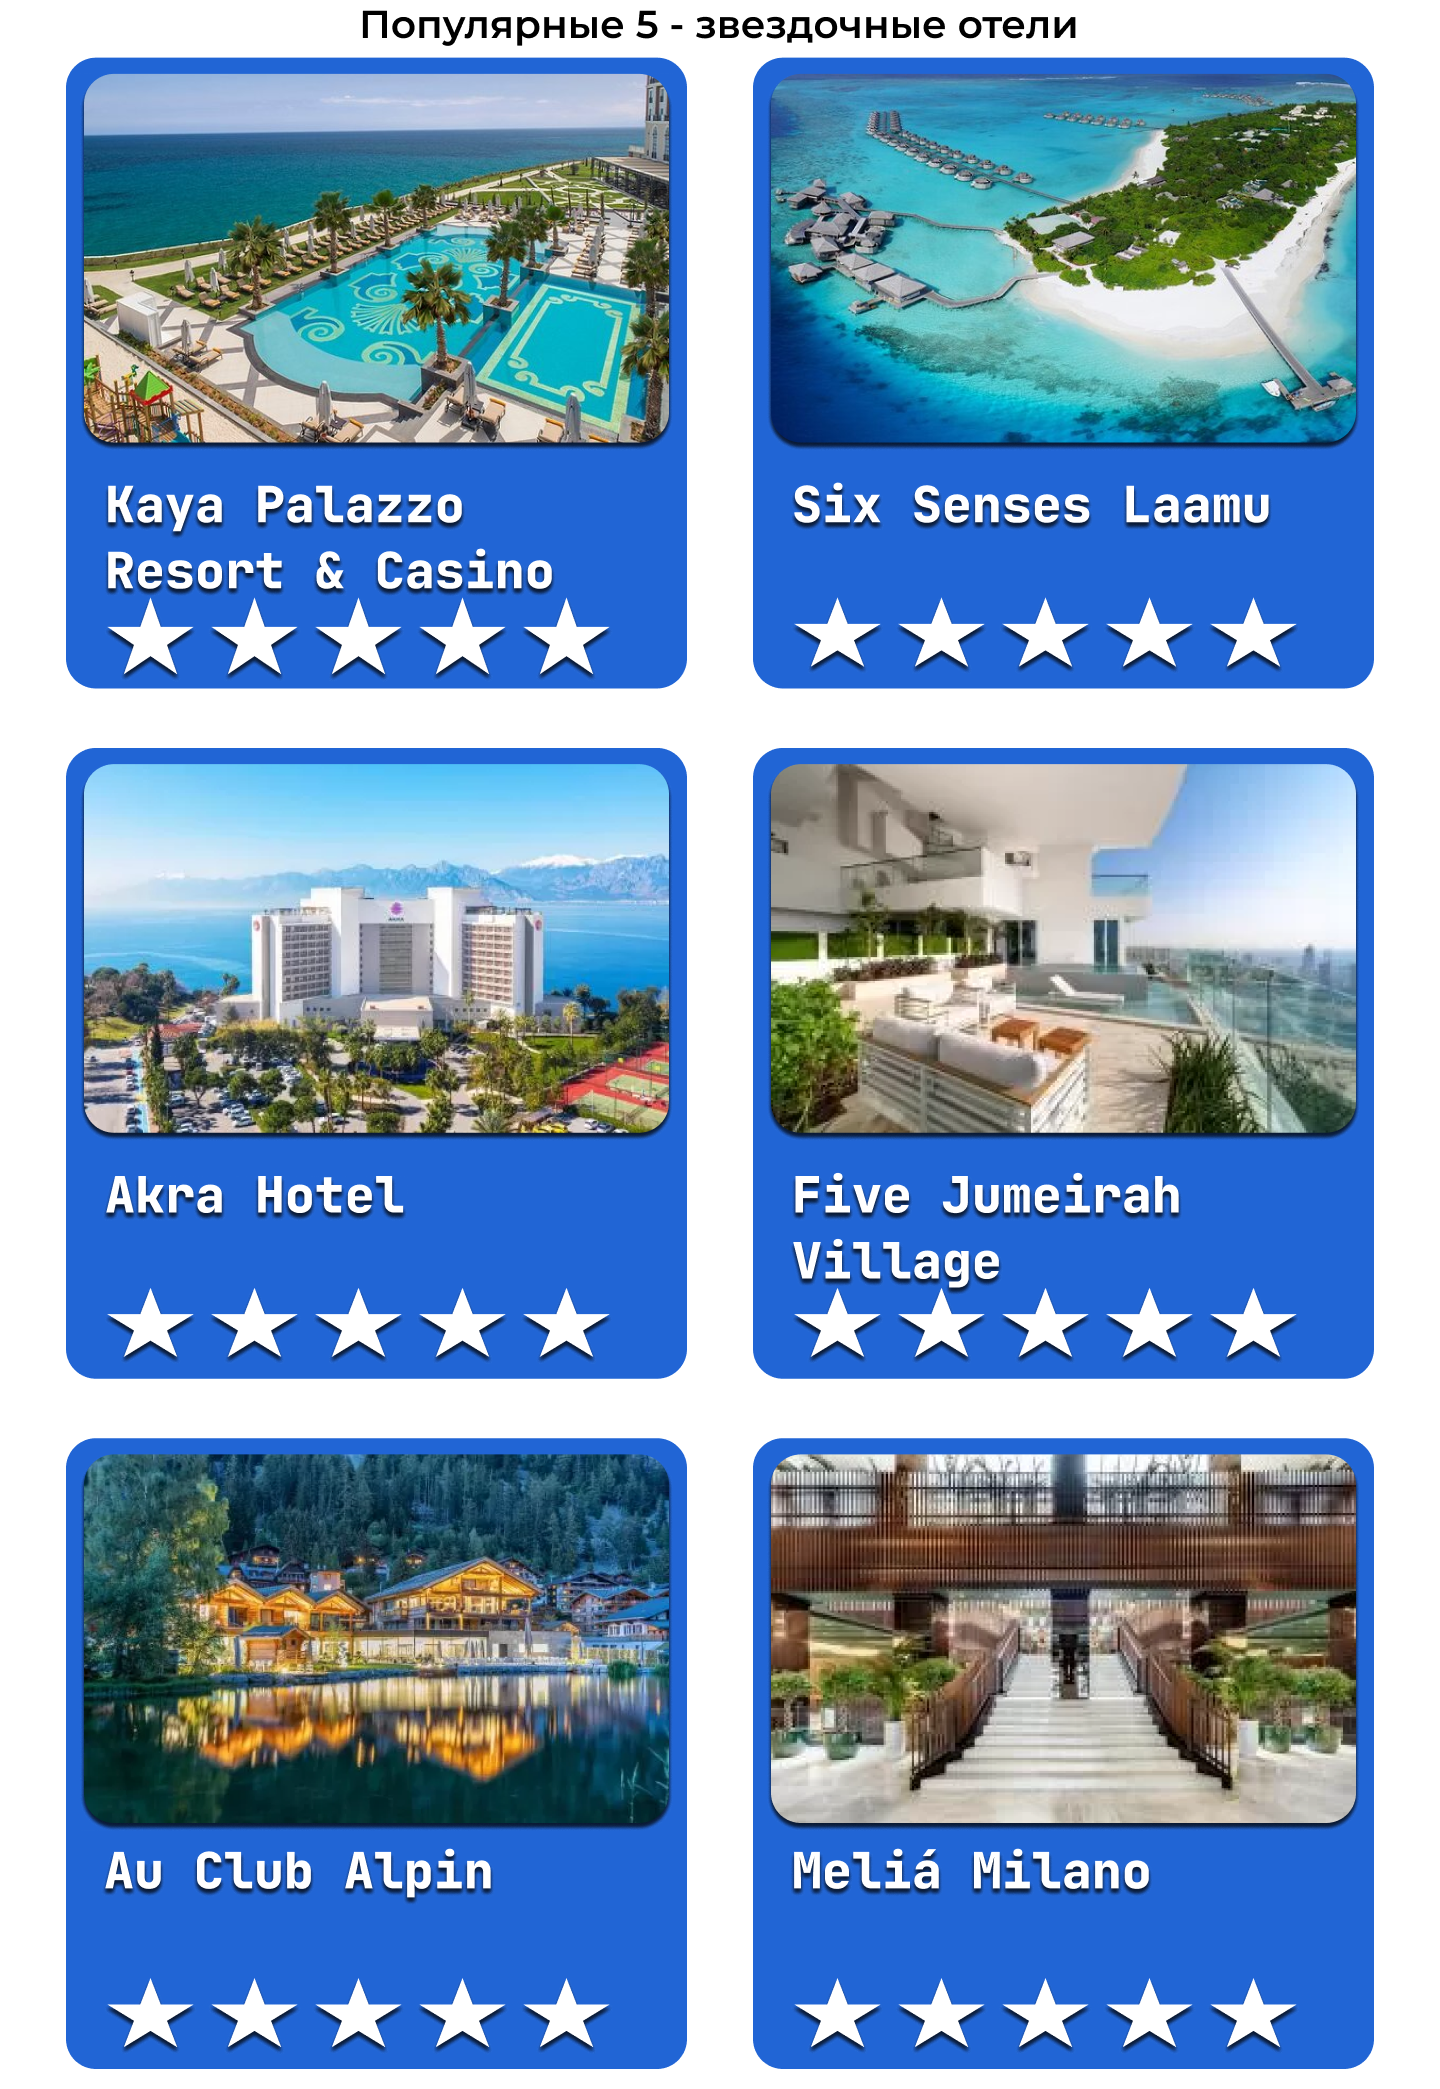 Популярные 5 - звездочные отели
Kaya Palazzo
Resort & Casino
Six Senses Laamu
Akra Hotel
Five Jumeirah
Village
Au Club Alpin
Meliá Milano